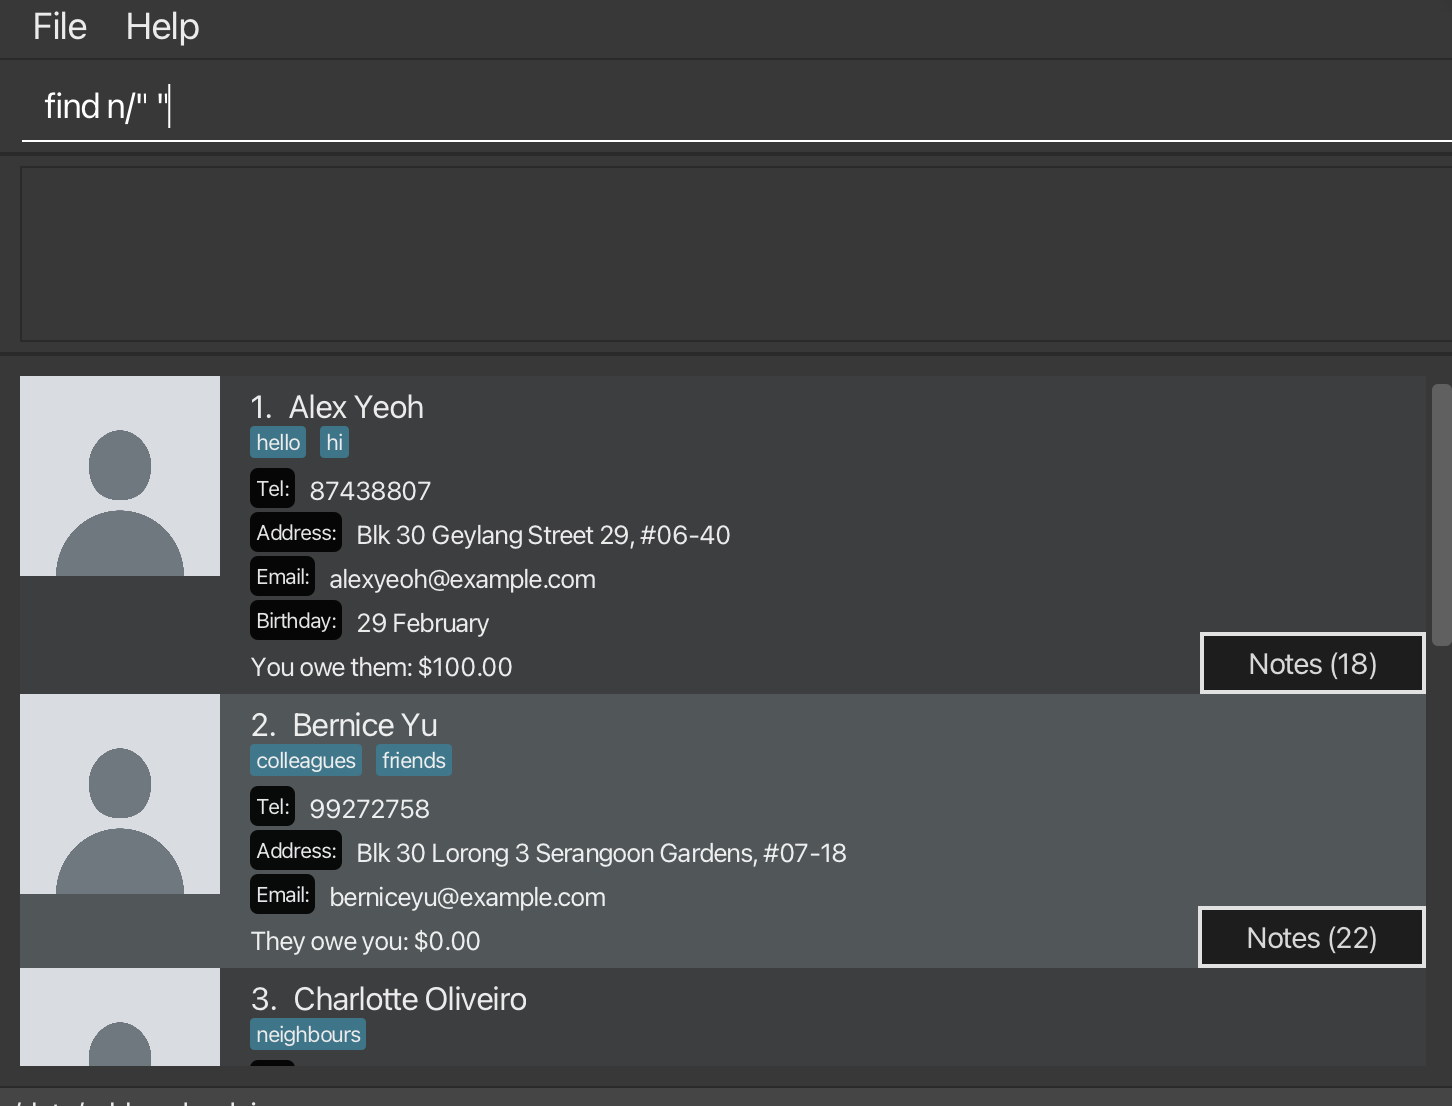 File Help
find n/" "
1. Alex Yeoh
hello hi
Tel: 87438807
Address: Blk 30 Geylang Street 29, #06-40
Email: alexyeoh@example.com
Birthday: 29 February
You owe them: $100.00
Notes (18)
2. Bernice Yu
colleagues friends
Tel: 99272758
Address: Blk 30 Lorong 3 Serangoon Gardens, #07-18
Email: berniceyu@example.com
They owe you: $0.00
Notes (22)
3. Charlotte Oliveiro
neighbours